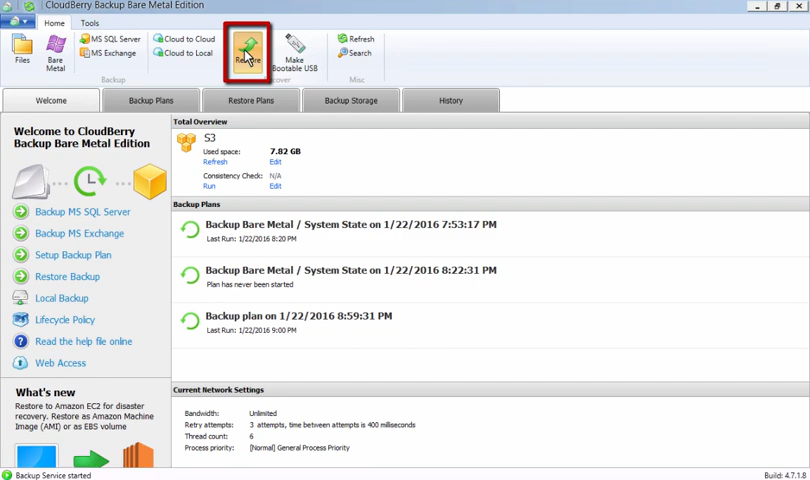 CloudBerry Backup Bare Metal Edition
Home Tools
Files
Bare Metal
MS SQL Server
MS Exchange
Backup
Cloud to Cloud
Cloud to Local
Restore
Make Bootable USB
Refresh
Search
Misc
Welcome Backup Plans Restore Plans Backup Storage History
Welcome to CloudBerry
Backup Bare Metal Edition
Backup MS SQL Server
Backup MS Exchange
Setup Backup Plan
Restore Backup
Local Backup
Lifecycle Policy
Read the help file online
Web Access
What's new
Restore to Amazon EC2 for disaster
recovery. Restore as Amazon Machine
Image (AMI) or as EBS volume
Total Overview
S3
Used space: 7.82 GB
Refresh Edit
Consistency Check: N/A
Run Edit
Backup Plans
Backup Bare Metal / System State on 1/22/2016 7:53:17 PM
Last Run: 1/22/2016 8:20 PM
Backup Bare Metal / System State on 1/22/2016 8:22:31 PM
Plan has never been started
Backup plan on 1/22/2016 8:59:31 PM
Last Run: 1/22/2016 9:00 PM
Current Network Settings
Bandwidth: Unlimited
Retry attempts: 3 attempts, time between attempts is 400 milliseconds
Thread count: 6
Process priority: [Normal] General Process Priority
Backup Service started
Build: 4.7.1.8